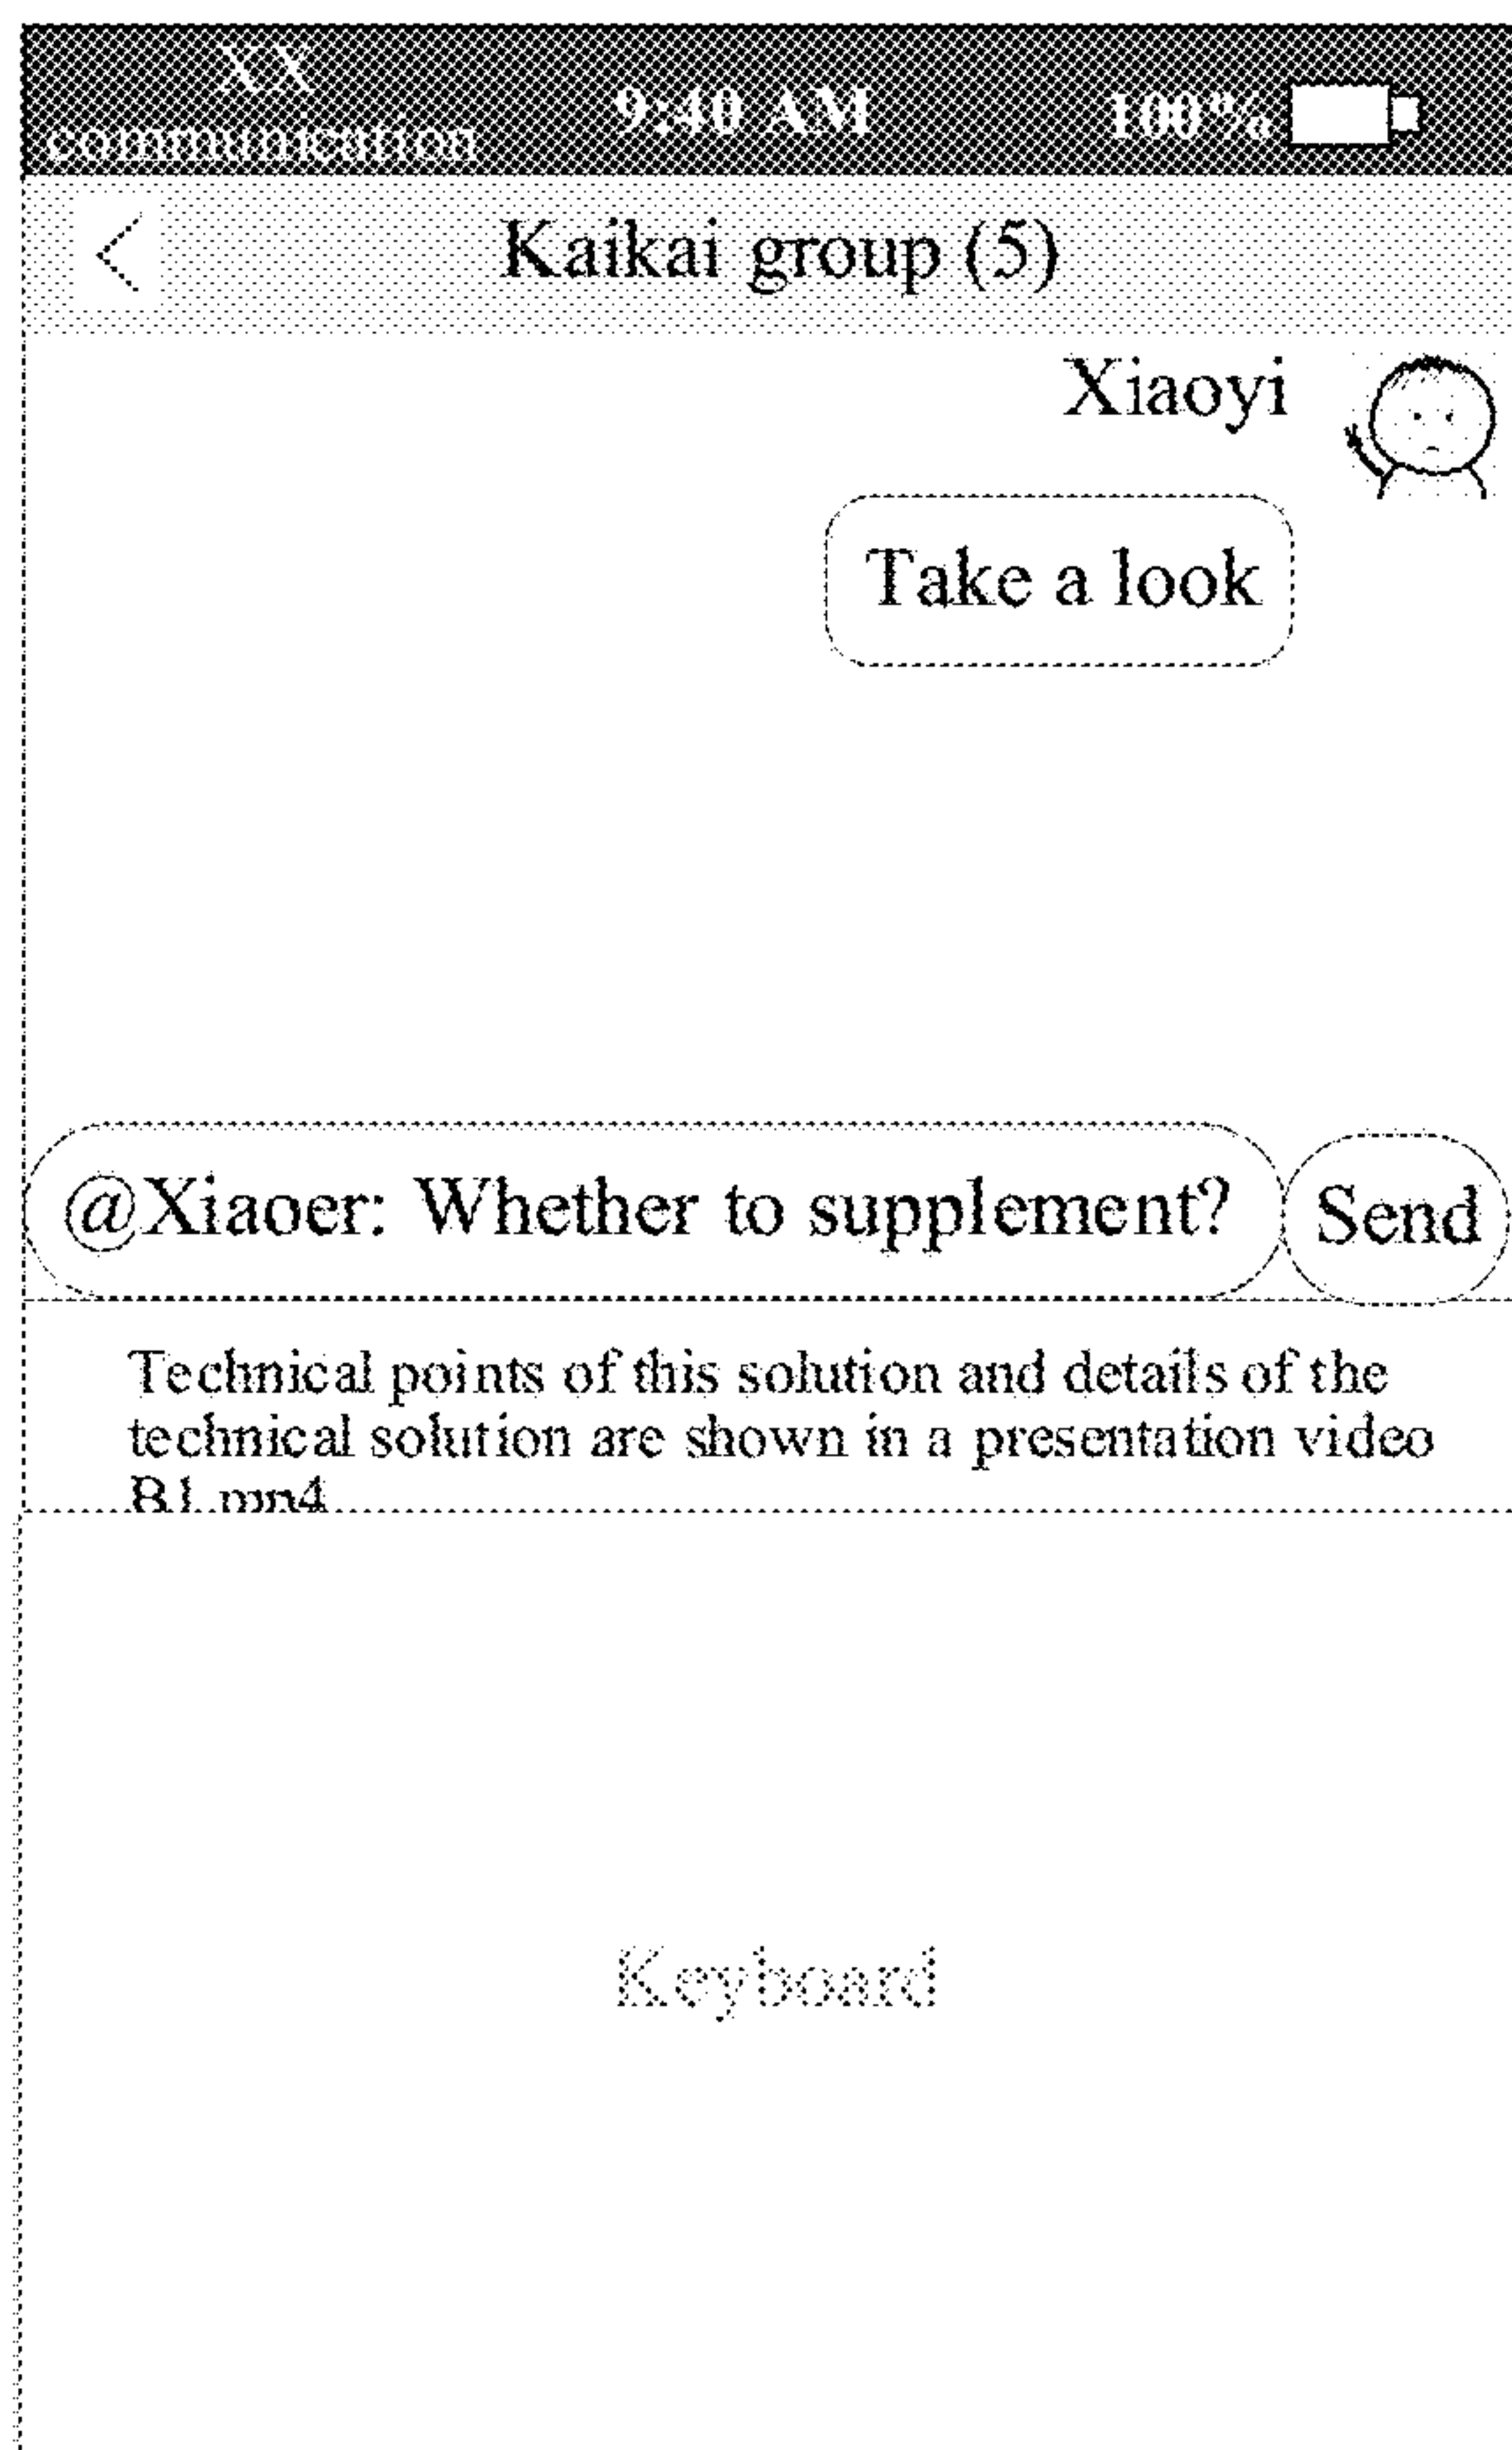 XX
communication
9:40 AM
100%
Kaikai group (5)
Xiaoyi
Take a look
@Xiaoer: Whether to supplement?
Send
Technical points of this solution and details of the
technical solution are shown in a presentation video
B1.mp4
Keyboard